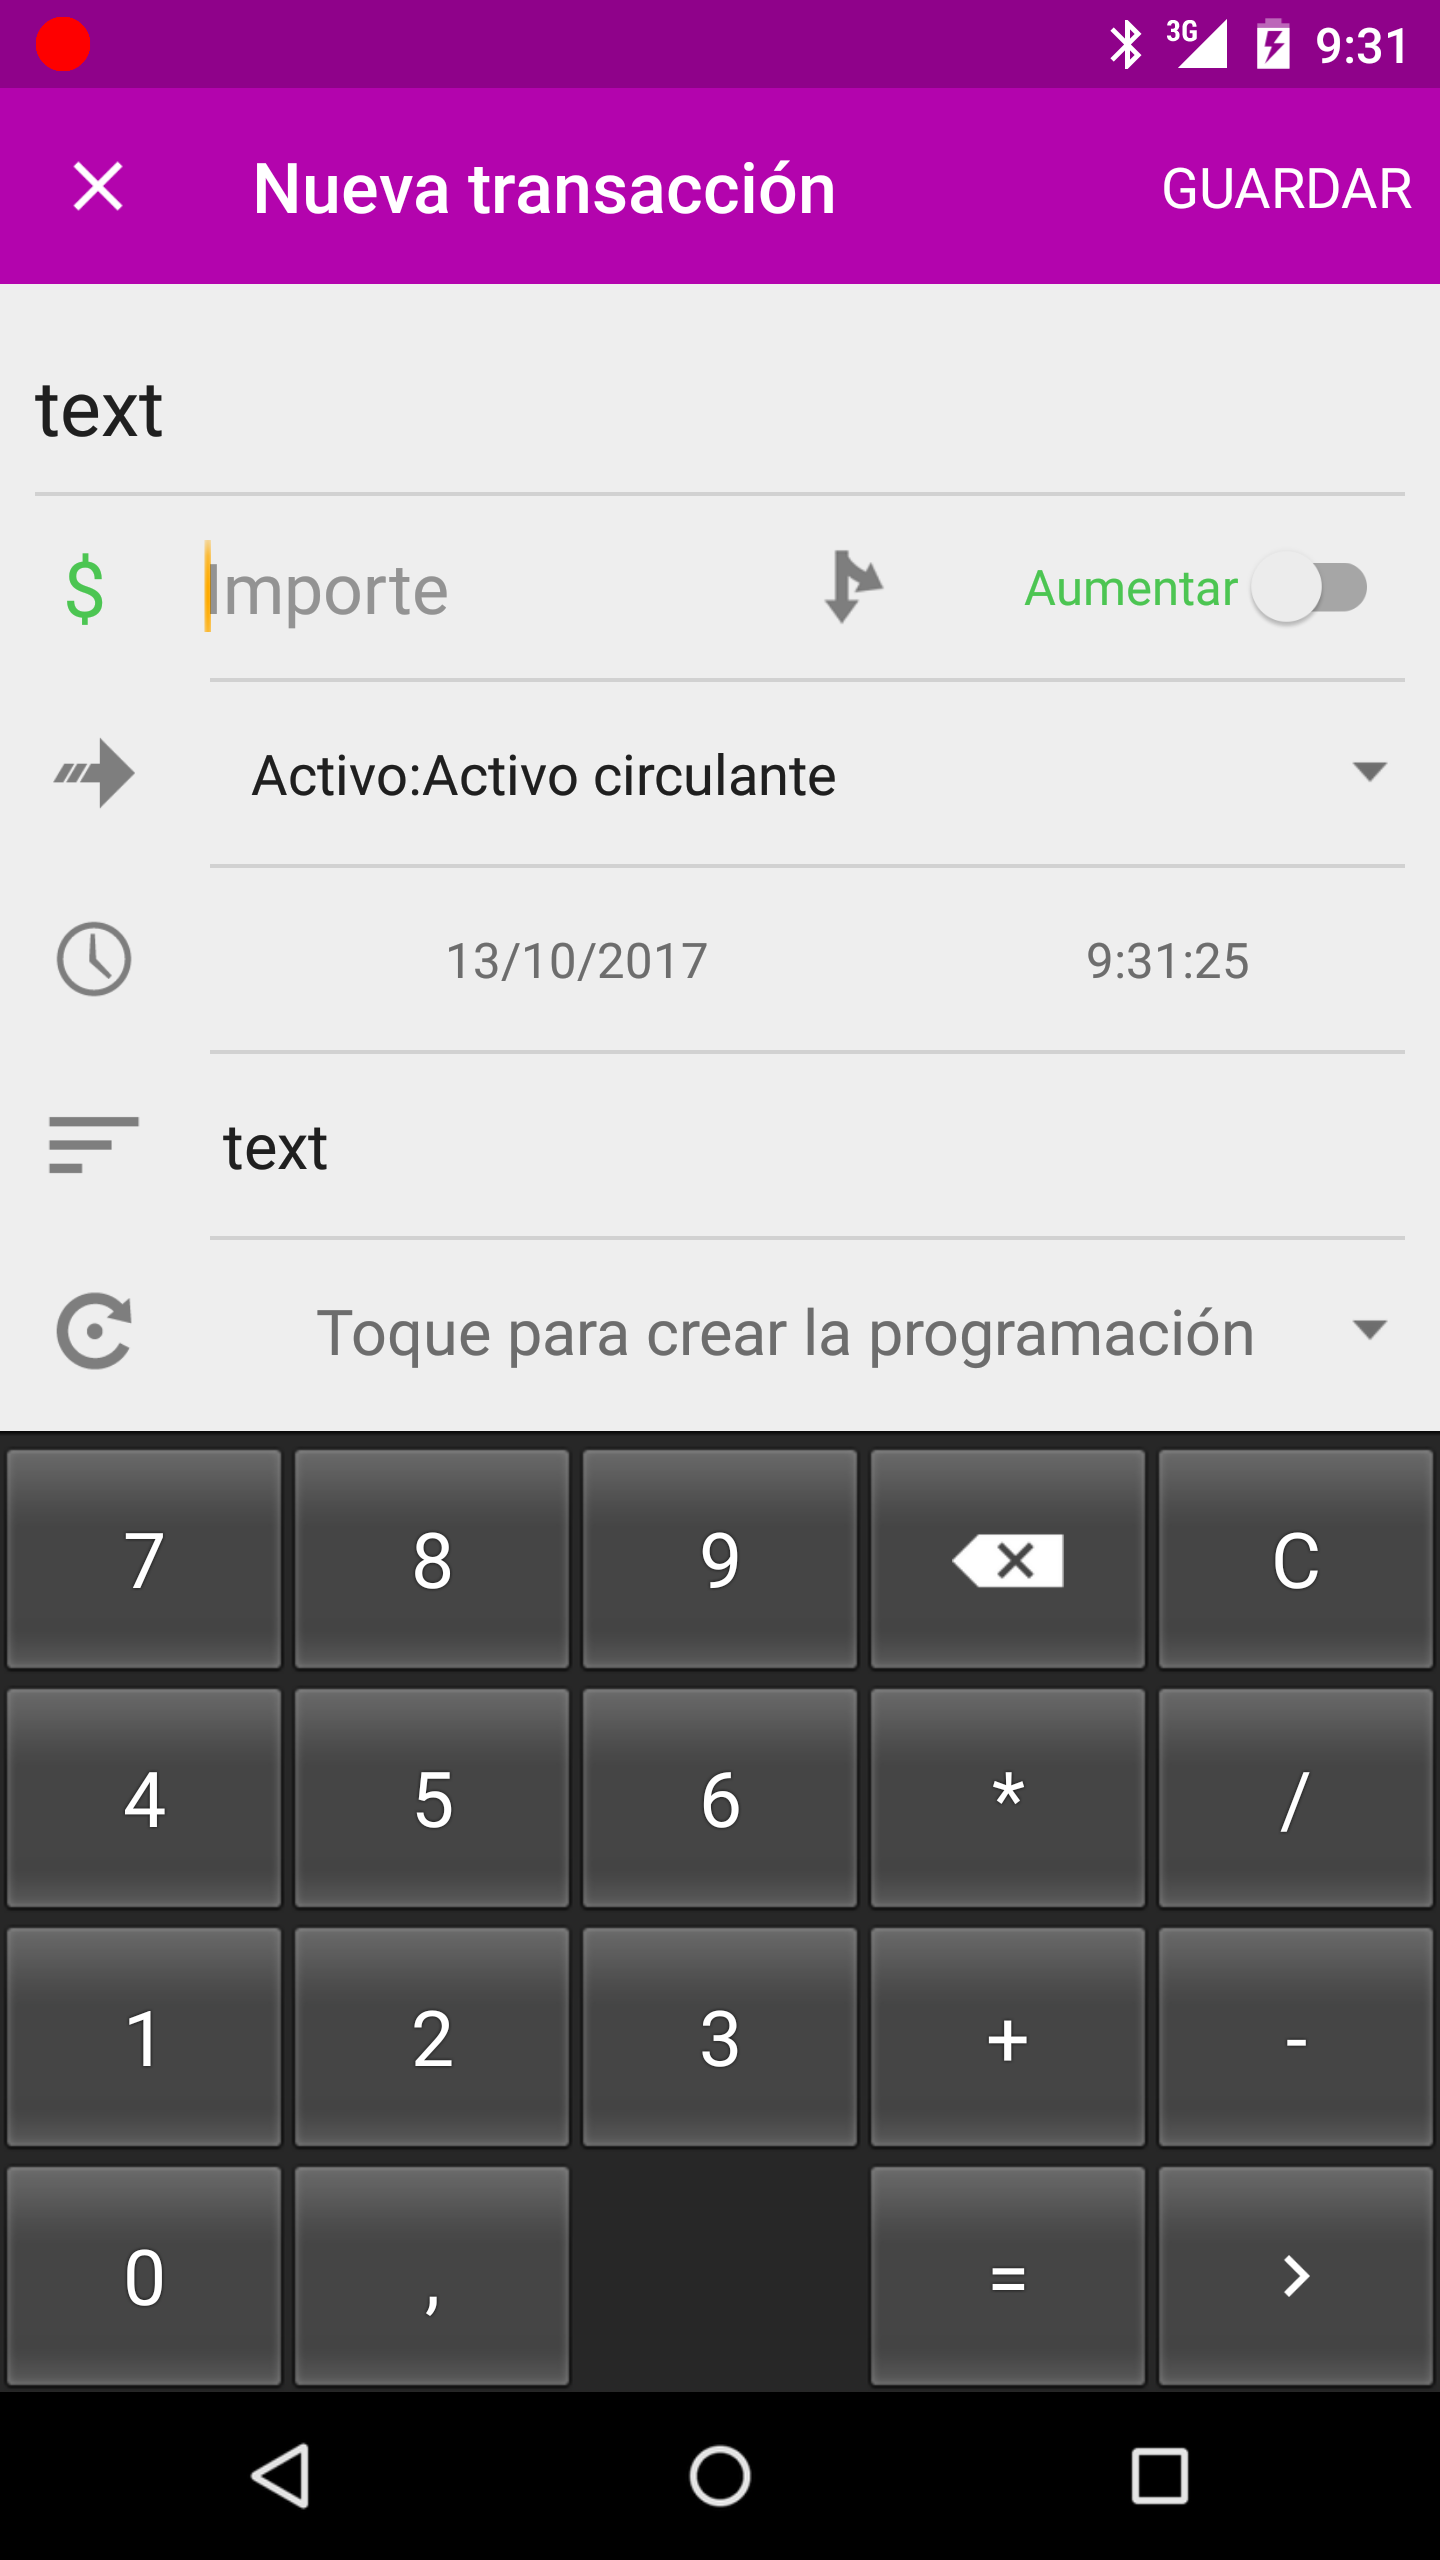 3G 9:31
Nueva transacción GUARDAR
text
$ Importe Aumentar
Activo:Activo circulante
13/10/2017 9:31:25
text
Toque para crear la programación
7 8 9 C
4 5 6 * /
1 2 3 + -
0 , = >